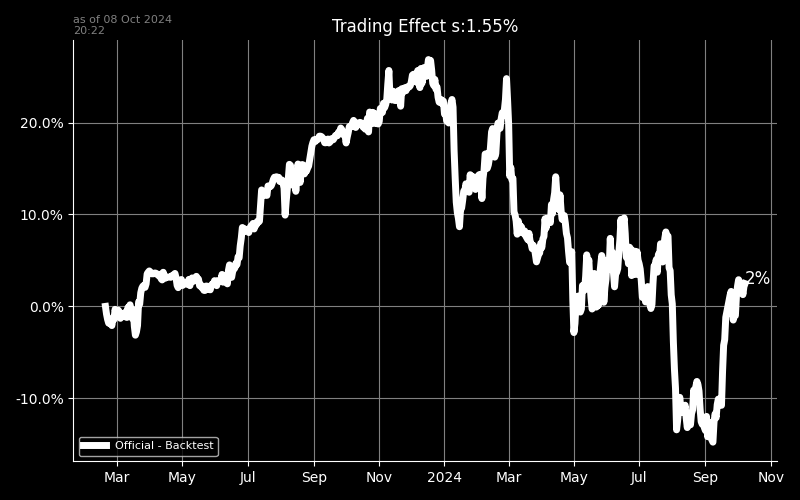 as of 08 Oct 2024
20:22
Trading Effect s:1.55%
20.0%
10.0%
0.0%
-10.0%
2%
Official - Backtest
Mar May Jul Sep Nov 2024 Mar May Jul Sep Nov